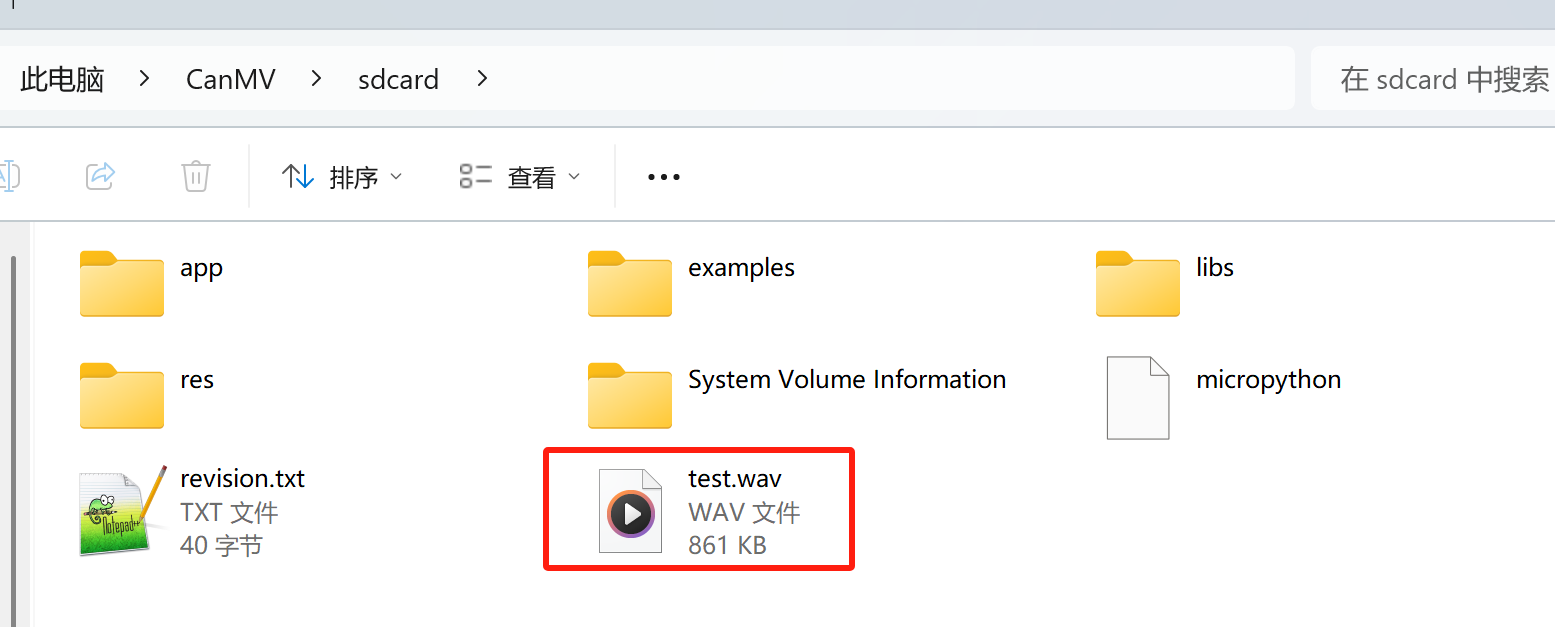 此电脑 > CanMV > sdcard >
在 sdcard 中搜索
排序
查看
app
examples
libs
res
System Volume Information
micropython
revision.txt
TXT 文件
40 字节
Notepad++
test.wav
WAV 文件
861 KB